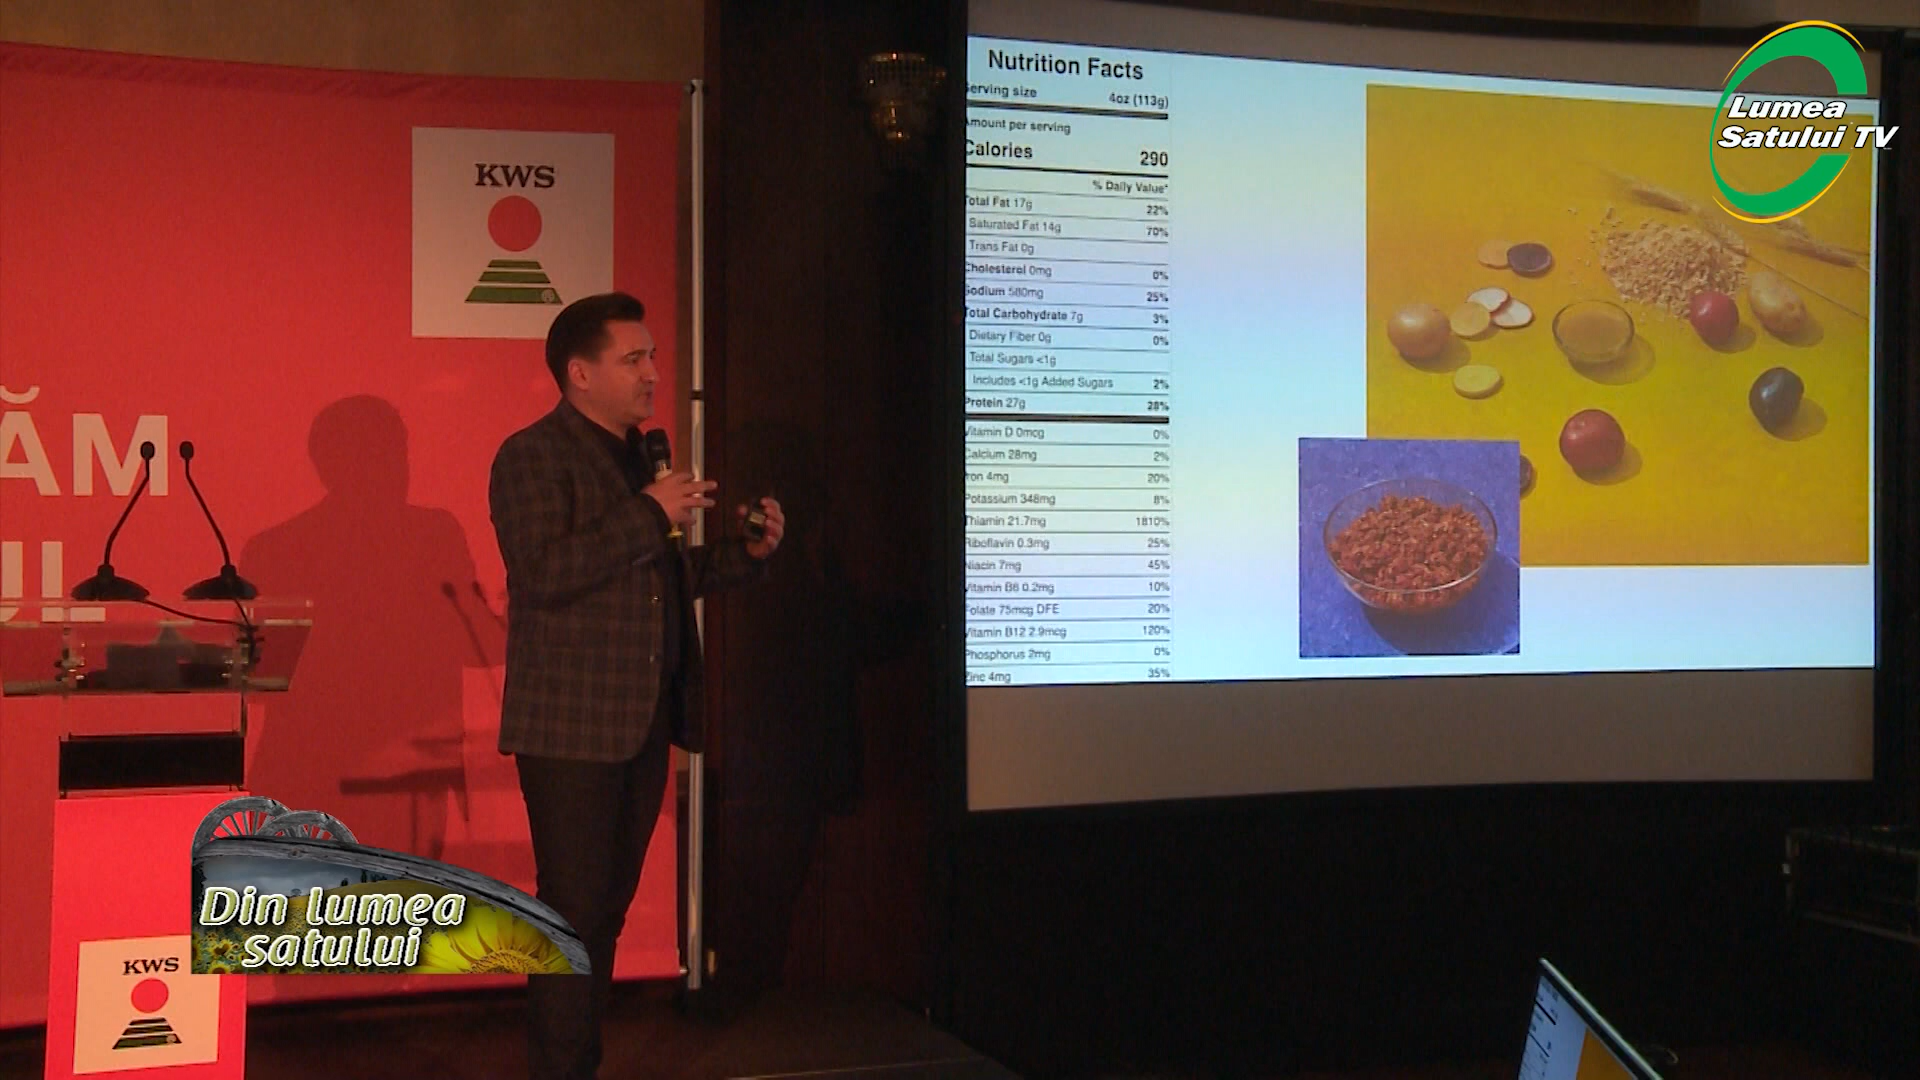 KWS
ĂM
UL
KWS
Din lumea
satului
Lumea
Satului TV
Nutrition Facts
Serving size 4oz (113g)
Amount per serving
Calories 290
% Daily Value*
Total Fat 17g 22%
Saturated Fat 14g 70%
Trans Fat 0g
Cholesterol 0mg 0%
Sodium 580mg 25%
Total Carbohydrate 7g 3%
Dietary Fiber 0g 0%
Total Sugars <1g
Includes <1g Added Sugars 2%
Protein 27g 28%
Vitamin D 0mcg 0%
Calcium 28mg 2%
Iron 4mg 20%
Potassium 348mg 8%
Thiamin 21.7mg 1810%
Riboflavin 0.3mg 25%
Niacin 7mg 45%
Vitamin B6 0.2mg 10%
Folate 75mcg DFE 20%
Vitamin B12 2.9mcg 120%
Phosphorus 2mg 0%
Zinc 4mg 35%